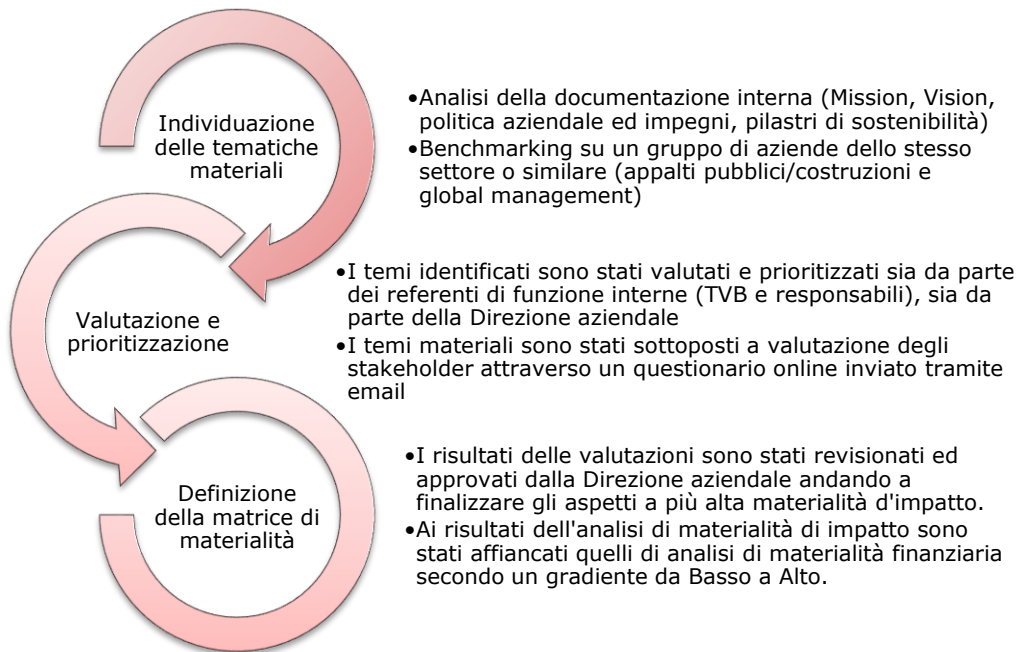 Individuazione
delle tematiche
materiali
•Analisi della documentazione interna (Mission, Vision,
politica aziendale ed impegni, pilastri di sostenibilità)
•Benchmarking su un gruppo di aziende dello stesso
settore o similare (appalti pubblici/costruzioni e
global management)
Valutazione e
prioritizzazione
•I temi identificati sono stati valutati e prioritizzati sia da parte
dei referenti di funzione interne (TVB e responsabili), sia da
parte della Direzione aziendale
•I temi materiali sono stati sottoposti a valutazione degli
stakeholder attraverso un questionario online inviato tramite
email
Definizione
della matrice di
materialità
•I risultati delle valutazioni sono stati revisionati ed
approvati dalla Direzione aziendale andando a
finalizzare gli aspetti a più alta materialità d'impatto.
•Ai risultati dell'analisi di materialità di impatto sono
stati affiancati quelli di analisi di materialità finanziaria
secondo un gradiente da Basso a Alto.